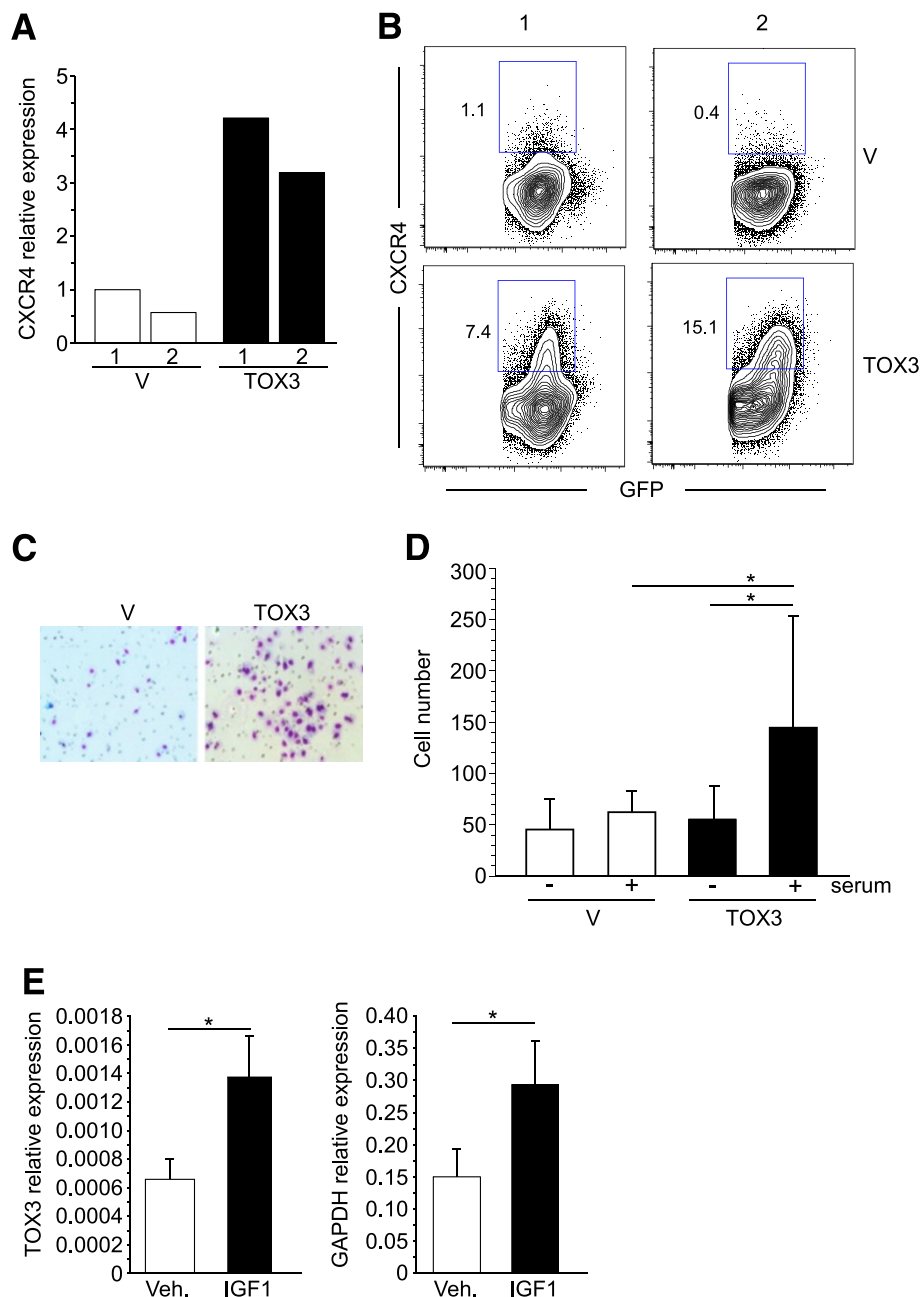 A
CXCR4 relative expression
5
4
3
2
1
0
1 2 1 2
V TOX3
B
1 2
CXCR4
1.1
0.4
V
7.4
15.1
TOX3
GFP
C
V TOX3
D
Cell number
300
250
150
100
50
0
- + - + serum
V TOX3
*
*
E
TOX3 relative expression
0.0018
0.0016
0.0014
0.0012
0.0010
0.0008
0.0006
0.0004
0.0002
0
*
Veh. IGF1
GAPDH relative expression
0.40
0.35
0.30
0.25
0.20
0.15
0.10
0.05
0
*
Veh. IGF1